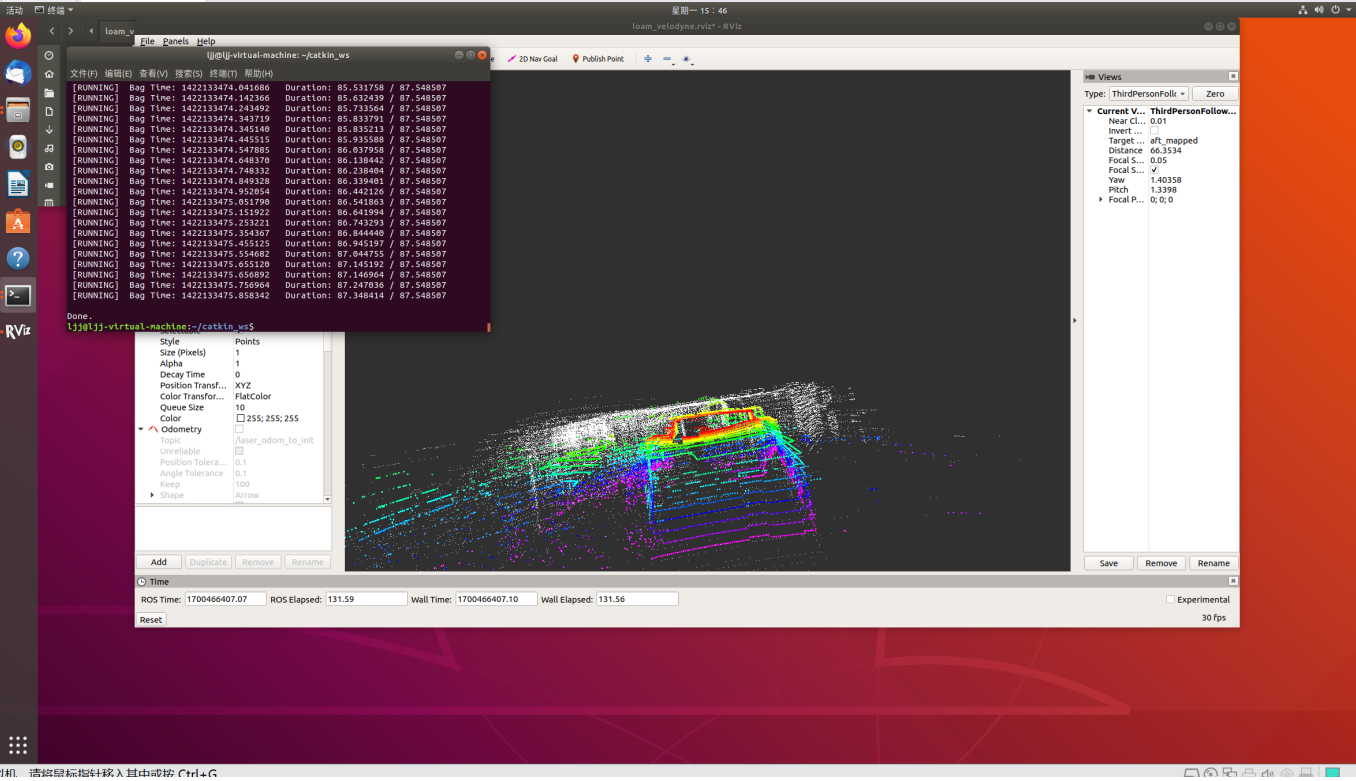 活动 终端 星期一 15：46
loam_v loam_velodyne.rviz* - RViz
File Panels Help
2D Nav Goal Publish Point
ljj@ljj-virtual-machine: ~/catkin_ws
文件(F) 编辑(E) 查看(V) 搜索(S) 终端(T) 帮助(H)
[RUNNING] Bag Time: 1422133474.041686 Duration: 85.531758 / 87.548507
[RUNNING] Bag Time: 1422133474.142366 Duration: 85.632439 / 87.548507
[RUNNING] Bag Time: 1422133474.243492 Duration: 85.733564 / 87.548507
[RUNNING] Bag Time: 1422133474.343719 Duration: 85.833791 / 87.548507
[RUNNING] Bag Time: 1422133474.345140 Duration: 85.835213 / 87.548507
[RUNNING] Bag Time: 1422133474.445515 Duration: 85.935588 / 87.548507
[RUNNING] Bag Time: 1422133474.547885 Duration: 86.037958 / 87.548507
[RUNNING] Bag Time: 1422133474.648370 Duration: 86.138442 / 87.548507
[RUNNING] Bag Time: 1422133474.748332 Duration: 86.238404 / 87.548507
[RUNNING] Bag Time: 1422133474.849328 Duration: 86.339401 / 87.548507
[RUNNING] Bag Time: 1422133474.952054 Duration: 86.442126 / 87.548507
[RUNNING] Bag Time: 1422133475.051790 Duration: 86.541863 / 87.548507
[RUNNING] Bag Time: 1422133475.151922 Duration: 86.641994 / 87.548507
[RUNNING] Bag Time: 1422133475.253221 Duration: 86.743293 / 87.548507
[RUNNING] Bag Time: 1422133475.354367 Duration: 86.844440 / 87.548507
[RUNNING] Bag Time: 1422133475.455125 Duration: 86.945197 / 87.548507
[RUNNING] Bag Time: 1422133475.554682 Duration: 87.044755 / 87.548507
[RUNNING] Bag Time: 1422133475.655120 Duration: 87.145192 / 87.548507
[RUNNING] Bag Time: 1422133475.656892 Duration: 87.146964 / 87.548507
[RUNNING] Bag Time: 1422133475.756964 Duration: 87.247036 / 87.548507
[RUNNING] Bag Time: 1422133475.858342 Duration: 87.348414 / 87.548507
Done.
ljj@ljj-virtual-machine:~/catkin_ws$
RViz
Style Points
Size (Pixels) 1
Alpha 1
Decay Time 0
Position Transf... XYZ
Color Transfor... FlatColor
Queue Size 10
Color 255; 255; 255
Odometry
Topic /laser_odom_to_init
Unreliable
Position Tolera... 0.1
Angle Tolerance 0.1
Keep 100
Shape Arrow
Add Duplicate Remove Rename
Views
Type: ThirdPersonFoll Zero
Current V... ThirdPersonFollow...
Near Cl... 0.01
Invert ...
Target ... aft_mapped
Distance 66.3534
Focal S... 0.05
Focal S... ✓
Yaw 1.40358
Pitch 1.3398
Focal P... 0; 0; 0
Save Remove Rename
Time
ROS Time: 1700466407.07 ROS Elapsed: 131.59 Wall Time: 1700466407.10 Wall Elapsed: 131.56 Experimental
Reset 30 fps
机，请将鼠标指针移入其中或按 Ctrl+G